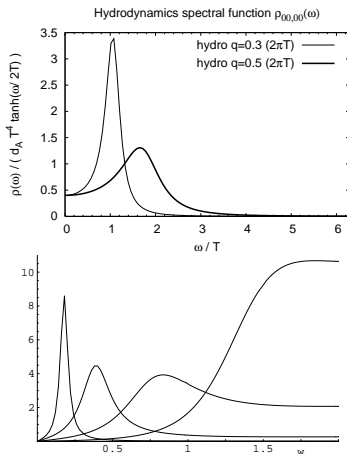 Hydrodynamics spectral function ρ00,00(ω)
hydro q=0.3 (2πT)
hydro q=0.5 (2πT)
ρ(ω) / ( d_A T^4 tanh(ω/ 2T) )
3.5
3
2.5
2
1.5
1
0.5
0
0 1 2 3 4 5 6
ω / T
10
8
6
4
2
0.5 1 1.5
w